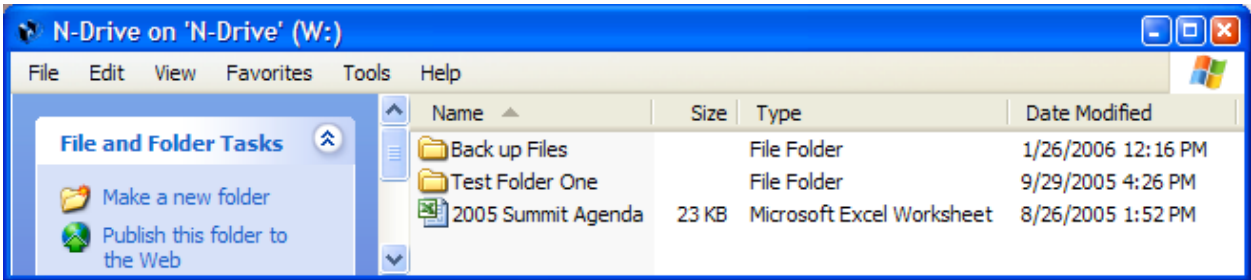 N-Drive on 'N-Drive' (W:)
File Edit View Favorites Tools Help
File and Folder Tasks
Make a new folder
Publish this folder to
the Web
Name Size Type Date Modified
Back up Files File Folder 1/26/2006 12:16 PM
Test Folder One File Folder 9/29/2005 4:26 PM
2005 Summit Agenda 23 KB Microsoft Excel Worksheet 8/26/2005 1:52 PM